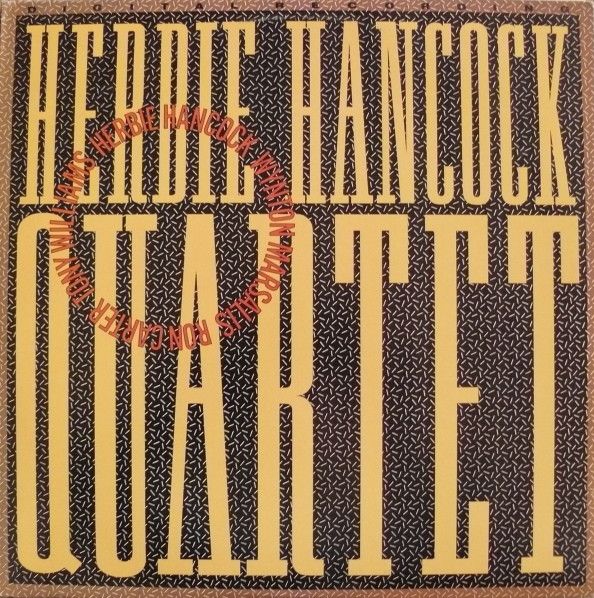 DIGITAL RECORDING
HERBIE HANCOCK
QUARTET
HERBIE HANCOCK WYNTON MARSALIS RON CARTER TONY WILLIAMS